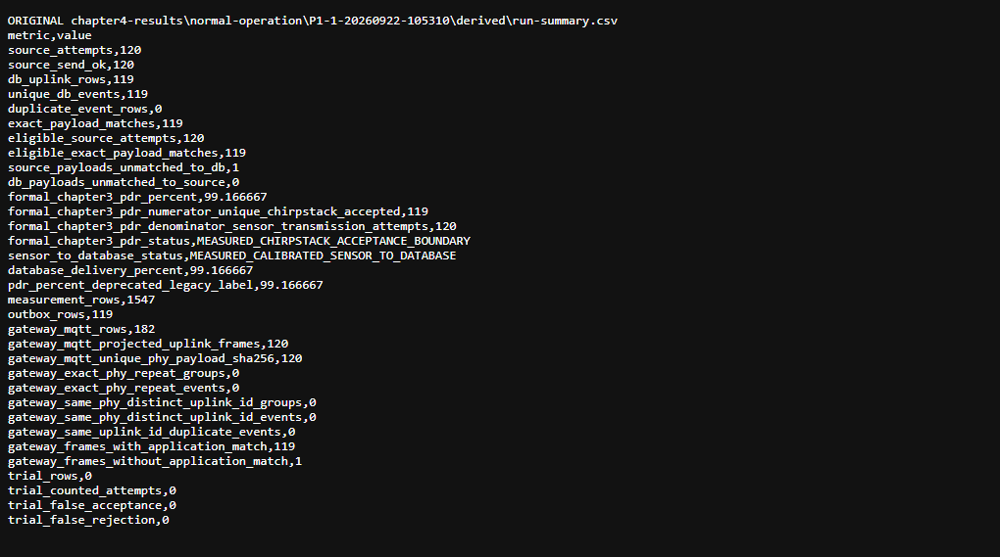 ORIGINAL chapter4-results\normal-operation\P1-1-20260922-105310\derived\run-summary.csv
metric,value
source_attempts,120
source_send_ok,120
db_uplink_rows,119
unique_db_events,119
duplicate_event_rows,0
exact_payload_matches,119
eligible_source_attempts,120
eligible_exact_payload_matches,119
source_payloads_unmatched_to_db,1
db_payloads_unmatched_to_source,0
formal_chapter3_pdr_percent,99.166667
formal_chapter3_pdr_numerator_unique_chirpstack_accepted,119
formal_chapter3_pdr_denominator_sensor_transmission_attempts,120
formal_chapter3_pdr_status,MEASURED_CHIRPSTACK_ACCEPTANCE_BOUNDARY
sensor_to_database_status,MEASURED_CALIBRATED_SENSOR_TO_DATABASE
database_delivery_percent,99.166667
pdr_percent_deprecated_legacy_label,99.166667
measurement_rows,1547
outbox_rows,119
gateway_mqtt_rows,182
gateway_mqtt_projected_uplink_frames,120
gateway_mqtt_unique_phy_payload_sha256,120
gateway_exact_phy_repeat_groups,0
gateway_exact_phy_repeat_events,0
gateway_same_phy_distinct_uplink_id_groups,0
gateway_same_phy_distinct_uplink_id_events,0
gateway_same_uplink_id_duplicate_events,0
gateway_frames_with_application_match,119
gateway_frames_without_application_match,1
trial_rows,0
trial_counted_attempts,0
trial_false_acceptance,0
trial_false_rejection,0